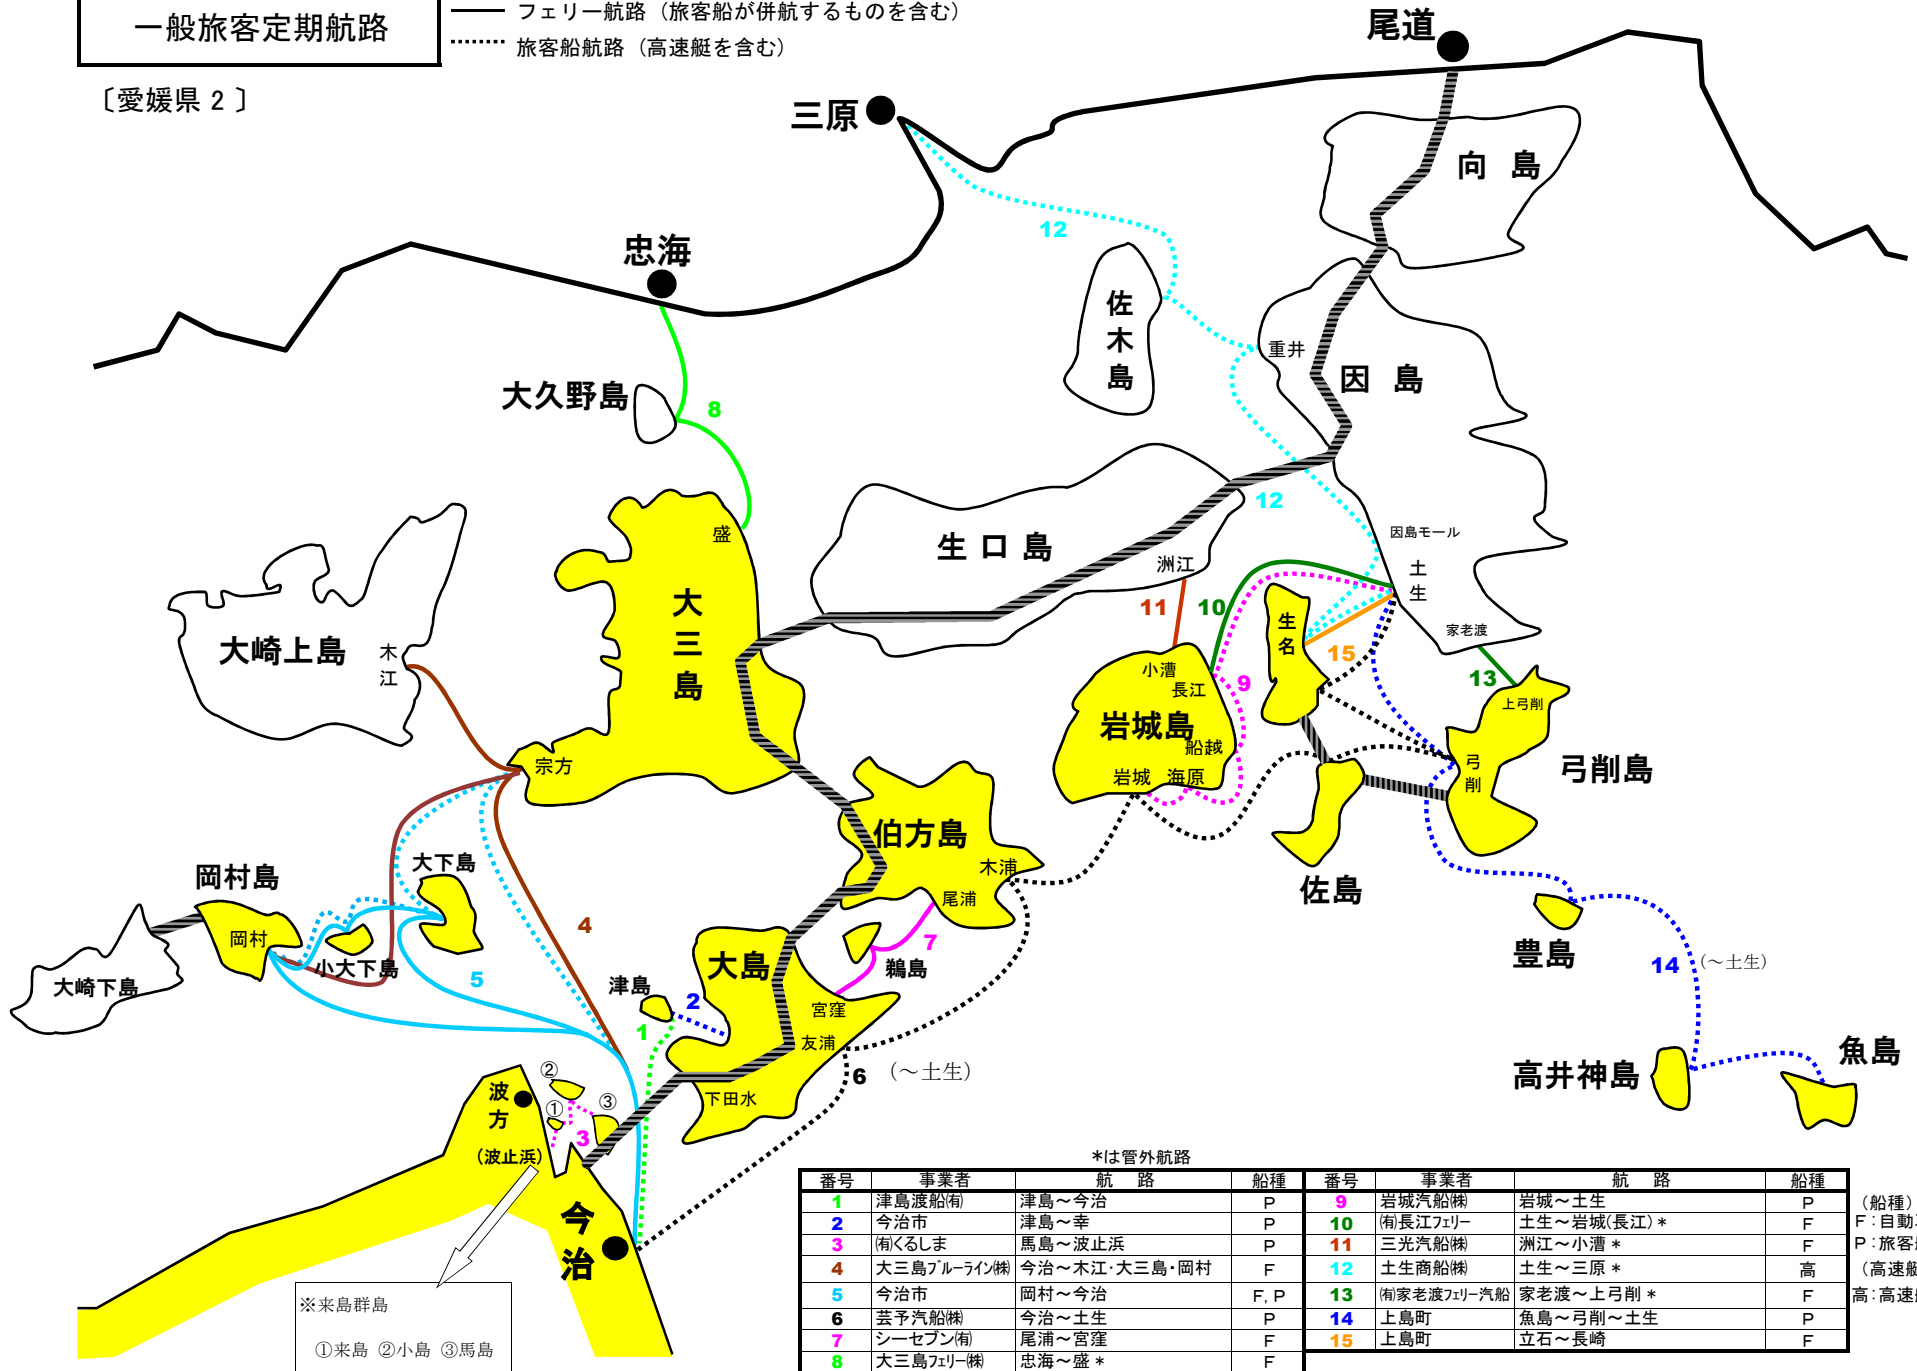 一般旅客定期航路
フェリー航路（旅客船が併航するものを含む）
旅客船航路（高速艇を含む）
〔愛媛県２〕
尾道
三原
向 島
12
忠海
佐木島
重井
因 島
大久野島
8
12
盛
生 口 島
因島モール
洲江
土生
大三島
11
10
生名
家老渡
大崎上島
木江
15
小漕
長江
9
13
上弓削
岩城島
船越
宗方
岩城
海原
弓削
弓削島
伯方島
大下島
木浦
岡村島
佐島
尾浦
4
岡村
7
小大下島
大島
鵜島
豊島
14
（～土生）
大崎下島
5
津島
2
宮窪
1
友浦
魚島
6
（～土生）
高井神島
②
波方
①
③
下田水
3
（波止浜）
今治
※来島群島
①来島 ②小島 ③馬島
*は管外航路
番号 事業者 航 路 船種 番号 事業者 航 路 船種
1 津島渡船㈲ 津島～今治 P 9 岩城汽船㈱ 岩城～土生 P
2 今治市 津島～幸 P 10 ㈲長江フェリー 土生～岩城(長江)* F
3 ㈲くるしま 馬島～波止浜 P 11 三光汽船㈱ 洲江～小漕 * F
4 大三島ブルーライン㈱ 今治～木江･大三島・岡村 F 12 土生商船㈱ 土生～三原 * 高
5 今治市 岡村～今治 F, P 13 ㈲家老渡フェリー汽船 家老渡～上弓削 * F
6 芸予汽船㈱ 今治～土生 P 14 上島町 魚島～弓削～土生 P
7 シーセブン㈲ 尾浦～宮窪 F 15 上島町 立石～長崎 F
8 大三島フェリー㈱ 忠海～盛 * F
（船種）
F：自動
P：旅客
（高速艇
高：高速